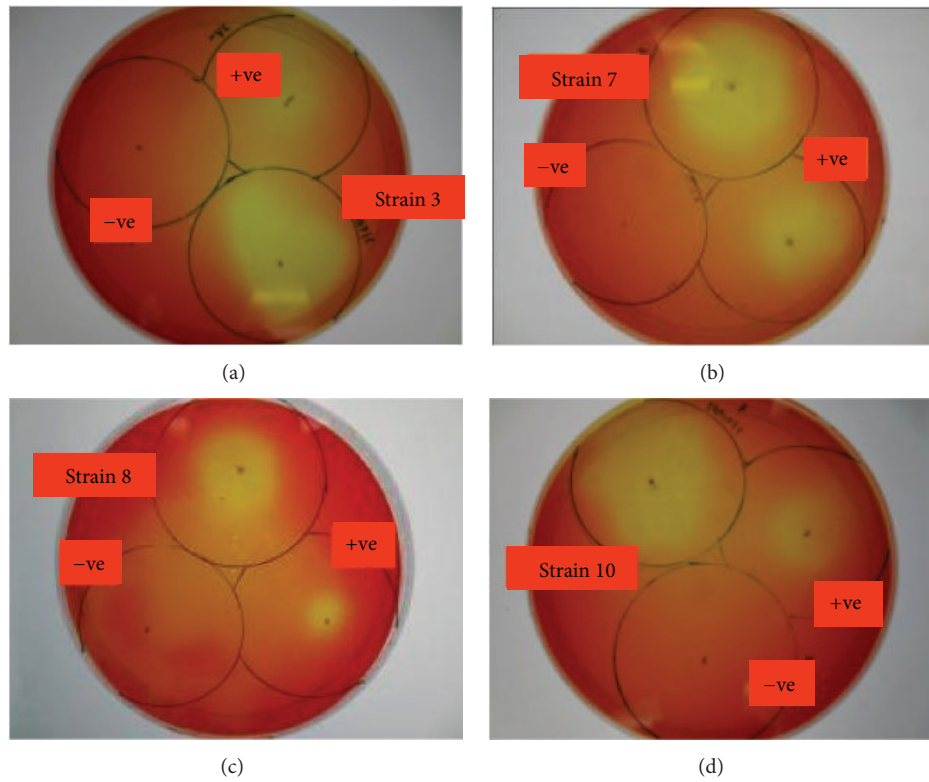 +ve
Strain 3
−ve
(a)
Strain 7
−ve
+ve
(b)
Strain 8
+ve
−ve
(c)
Strain 10
+ve
−ve
(d)